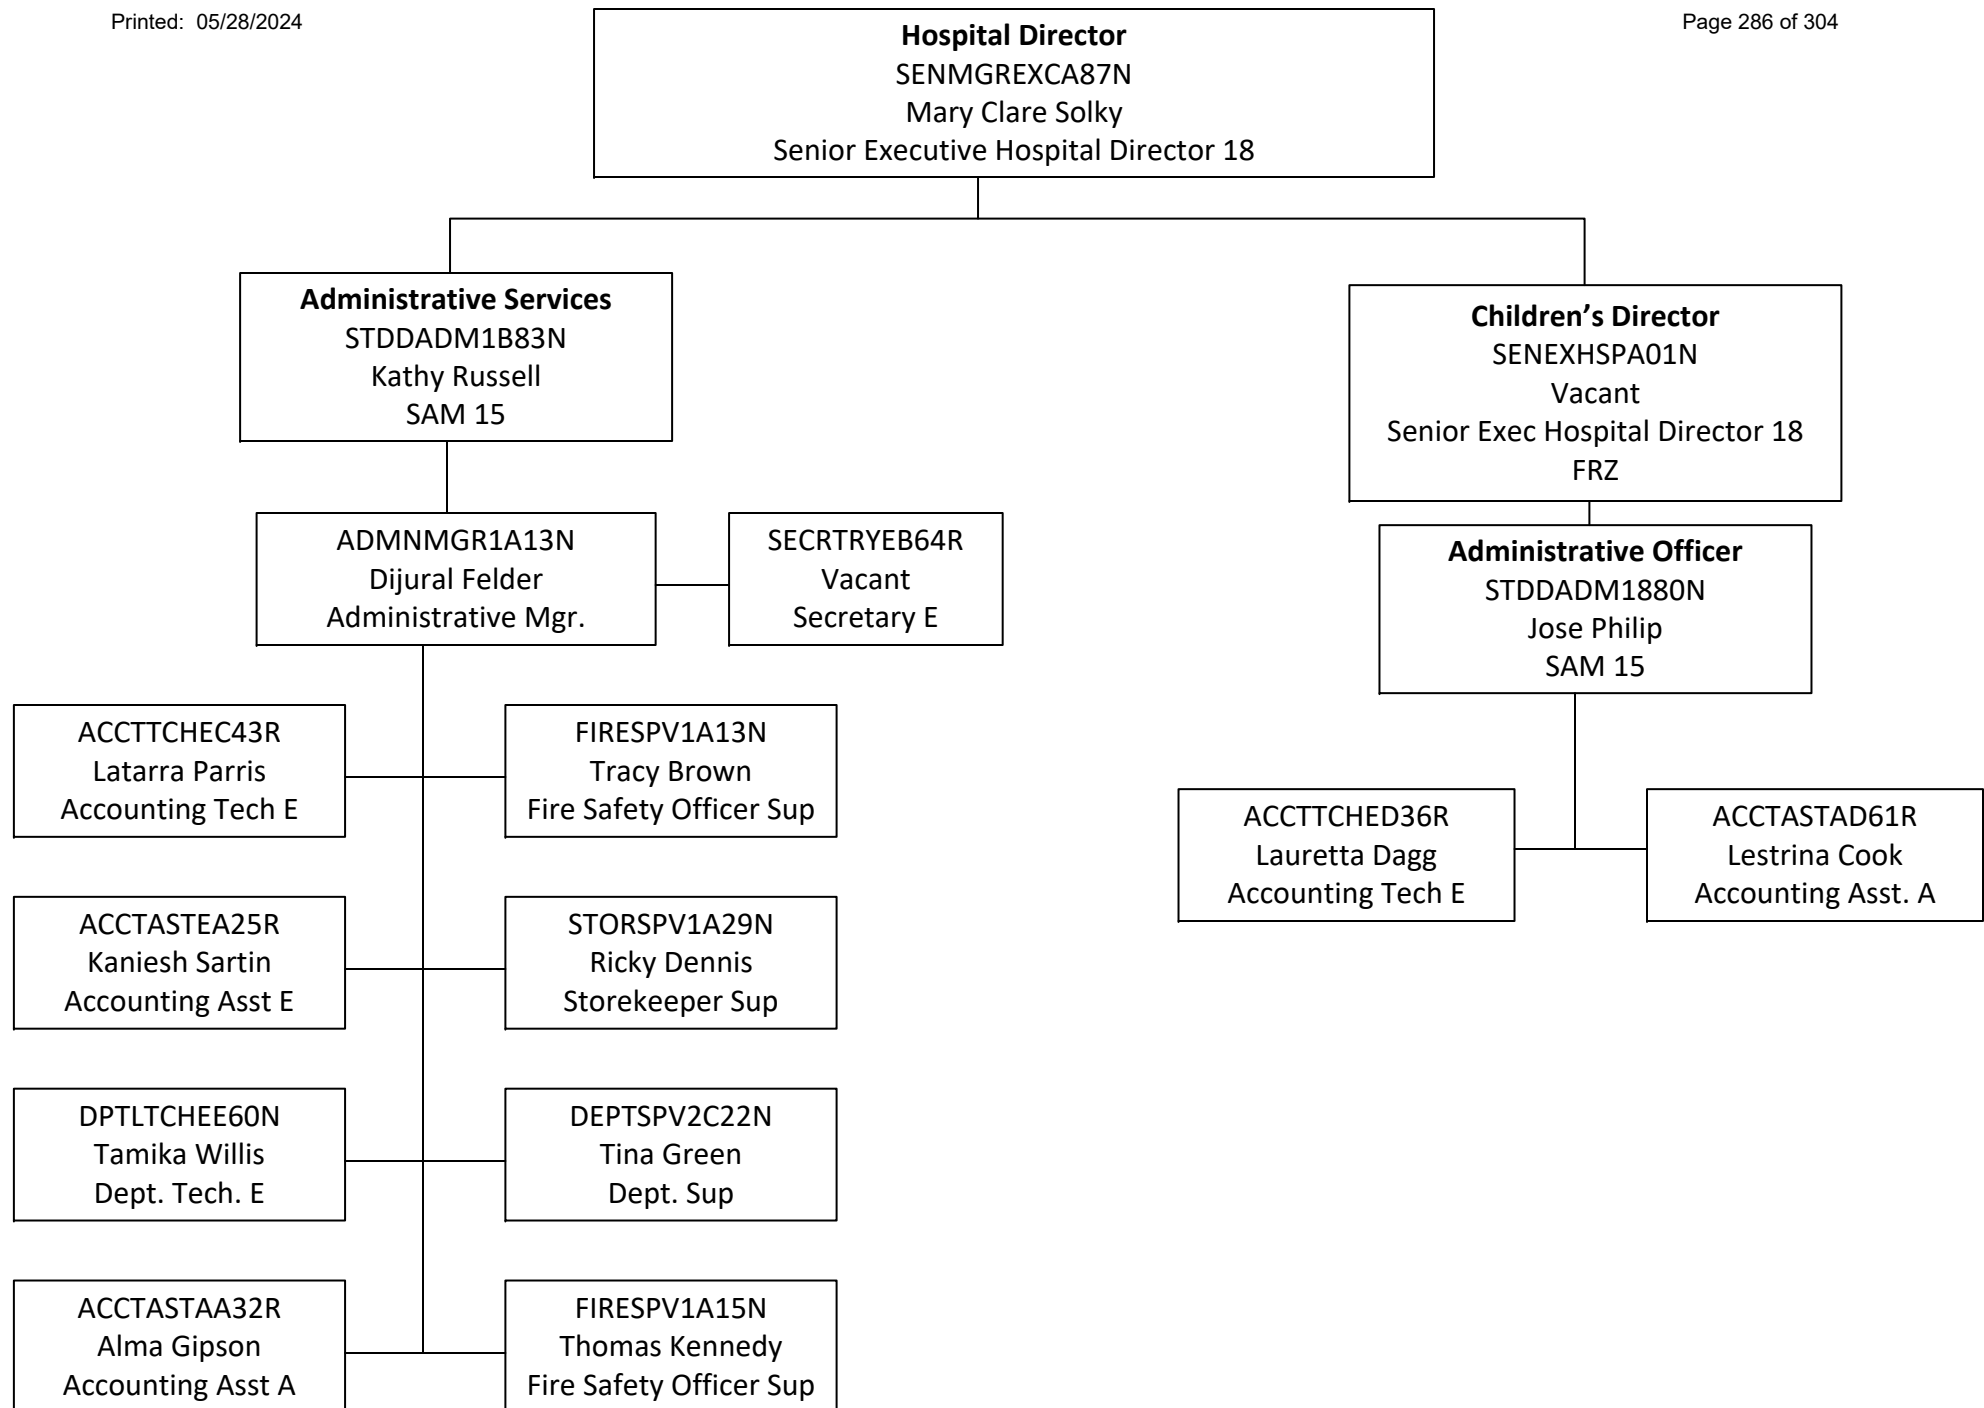 Printed: 05/28/2024
Page 286 of 304
Hospital Director
SENMGREXCA87N
Mary Clare Solky
Senior Executive Hospital Director 18
Administrative Services
STDDADM1B83N
Kathy Russell
SAM 15
Children’s Director
SENEXHSPA01N
Vacant
Senior Exec Hospital Director 18
FRZ
ADMNMGR1A13N
Dijural Felder
Administrative Mgr.
SECRTRYEB64R
Vacant
Secretary E
Administrative Officer
STDDADM1880N
Jose Philip
SAM 15
ACCTTCHEC43R
Latarra Parris
Accounting Tech E
FIRESPV1A13N
Tracy Brown
Fire Safety Officer Sup
ACCTTCHED36R
Lauretta Dagg
Accounting Tech E
ACCTASTAD61R
Lestrina Cook
Accounting Asst. A
ACCTASTEA25R
Kaniesh Sartin
Accounting Asst E
STORSPV1A29N
Ricky Dennis
Storekeeper Sup
DPTLTCHEE60N
Tamika Willis
Dept. Tech. E
DEPTSPV2C22N
Tina Green
Dept. Sup
ACCTASTAA32R
Alma Gipson
Accounting Asst A
FIRESPV1A15N
Thomas Kennedy
Fire Safety Officer Sup